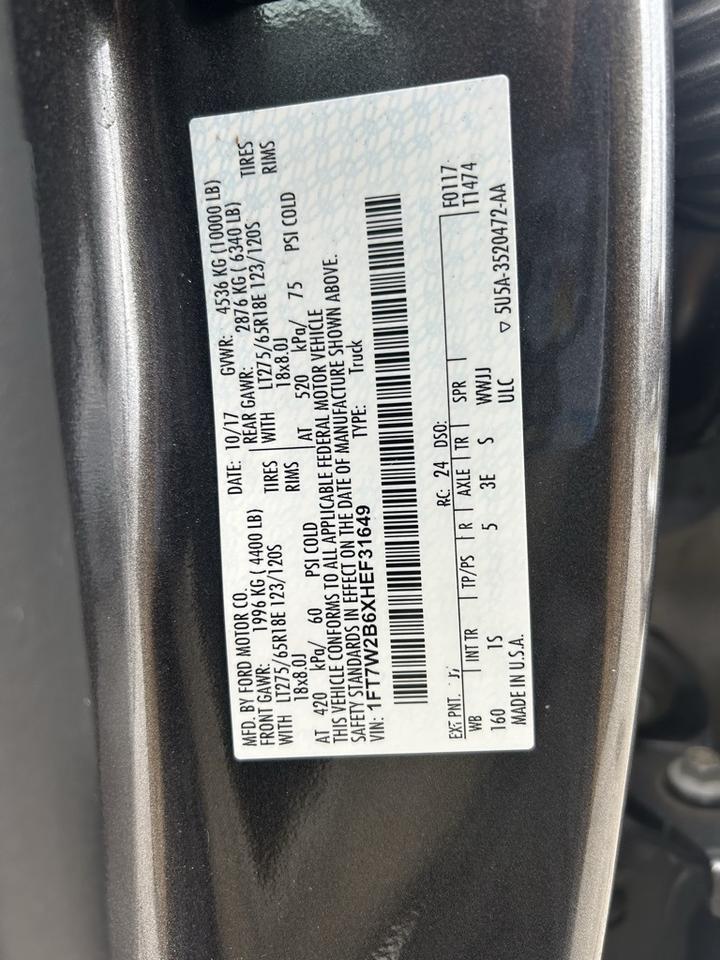 MFD. BY FORD MOTOR CO.
DATE: 10/17 GVWR: 4536 KG (10000 LB)
FRONT GAWR: 1996 KG ( 4400 LB) REAR GAWR: 2876 KG ( 6340 LB)
WITH LT275/65R18E 123/120S TIRES WITH LT275/65R18E 123/120S TIRES
18x8.0J RIMS 18x8.0J RIMS
AT 420 kPa/ 60 PSI COLD AT 520 kPa/ 75 PSI COLD
THIS VEHICLE CONFORMS TO ALL APPLICABLE FEDERAL MOTOR VEHICLE
SAFETY STANDARDS IN EFFECT ON THE DATE OF MANUFACTURE SHOWN ABOVE.
VIN: 1FT7W2B6XHEF31649 TYPE: Truck
F0117
EXT PNT. RC: 24 DSO: T1474
WB INT TR TP/PS R AXLE TR SPR
160 1S 5 3E S WWJJ
MADE IN U.S.A. ULC ▽ 5U5A-3520472-AA